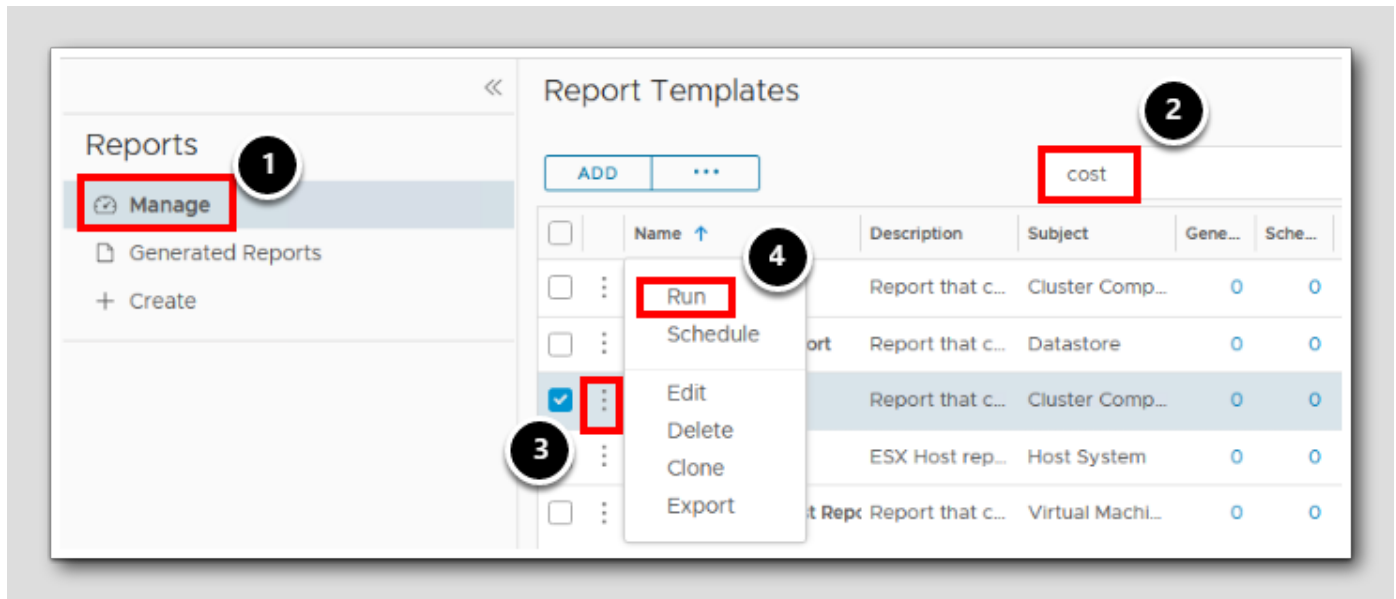 Report Templates
2
Reports
1
ADD
cost
Manage
Name ↑ Description Subject Gene... Sche...
4
Generated Reports
Run Report that c... Cluster Comp... 0 0
+ Create
Schedule ort Report that c... Datastore 0 0
Edit Report that c... Cluster Comp... 0 0
Delete
3
Clone ESX Host rep... Host System 0 0
Export t Repo Report that c... Virtual Machi... 0 0